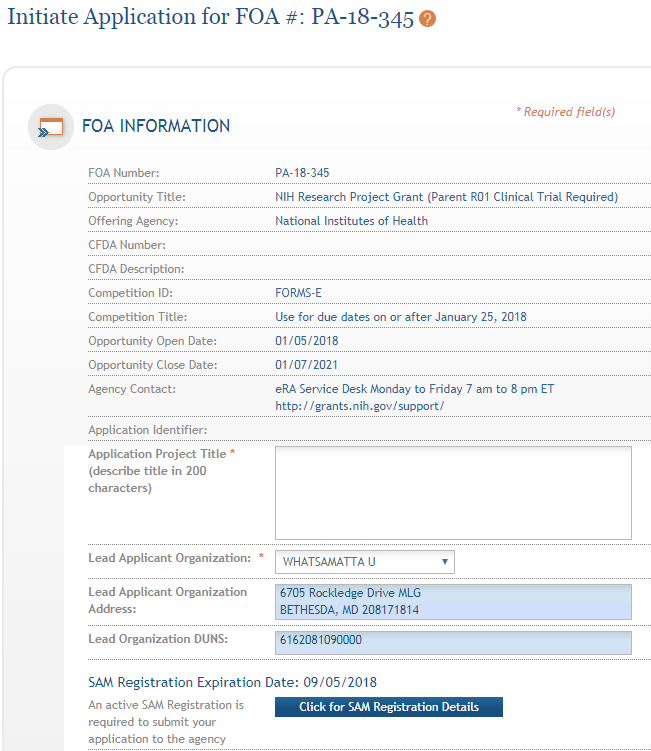 Initiate Application for FOA #: PA-18-345 ?
* Required field(s)
FOA INFORMATION
FOA Number: PA-18-345
Opportunity Title: NIH Research Project Grant (Parent R01 Clinical Trial Required)
Offering Agency: National Institutes of Health
CFDA Number:
CFDA Description:
Competition ID: FORMS-E
Competition Title: Use for due dates on or after January 25, 2018
Opportunity Open Date: 01/05/2018
Opportunity Close Date: 01/07/2021
Agency Contact: eRA Service Desk Monday to Friday 7 am to 8 pm ET
http://grants.nih.gov/support/
Application Identifier:
Application Project Title *
(describe title in 200
characters)
Lead Applicant Organization: * WHATSAMATTA U
Lead Applicant Organization
Address:
6705 Rockledge Drive MLG
BETHESDA, MD 208171814
Lead Organization DUNS: 6162081090000
SAM Registration Expiration Date: 09/05/2018
An active SAM Registration is
required to submit your
application to the agency
Click for SAM Registration Details